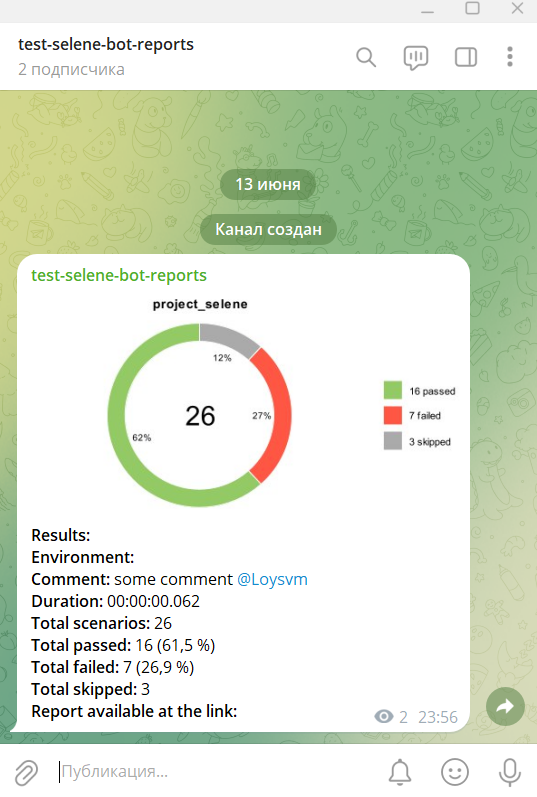 test-selene-bot-reports
2 подписчика
13 июня
Канал создан
test-selene-bot-reports
project_selene
12%
27%
62%
26
16 passed
7 failed
3 skipped
Results:
Environment:
Comment: some comment @Loysvm
Duration: 00:00:00.062
Total scenarios: 26
Total passed: 16 (61,5 %)
Total failed: 7 (26,9 %)
Total skipped: 3
Report available at the link:
2 23:56
Публикация...